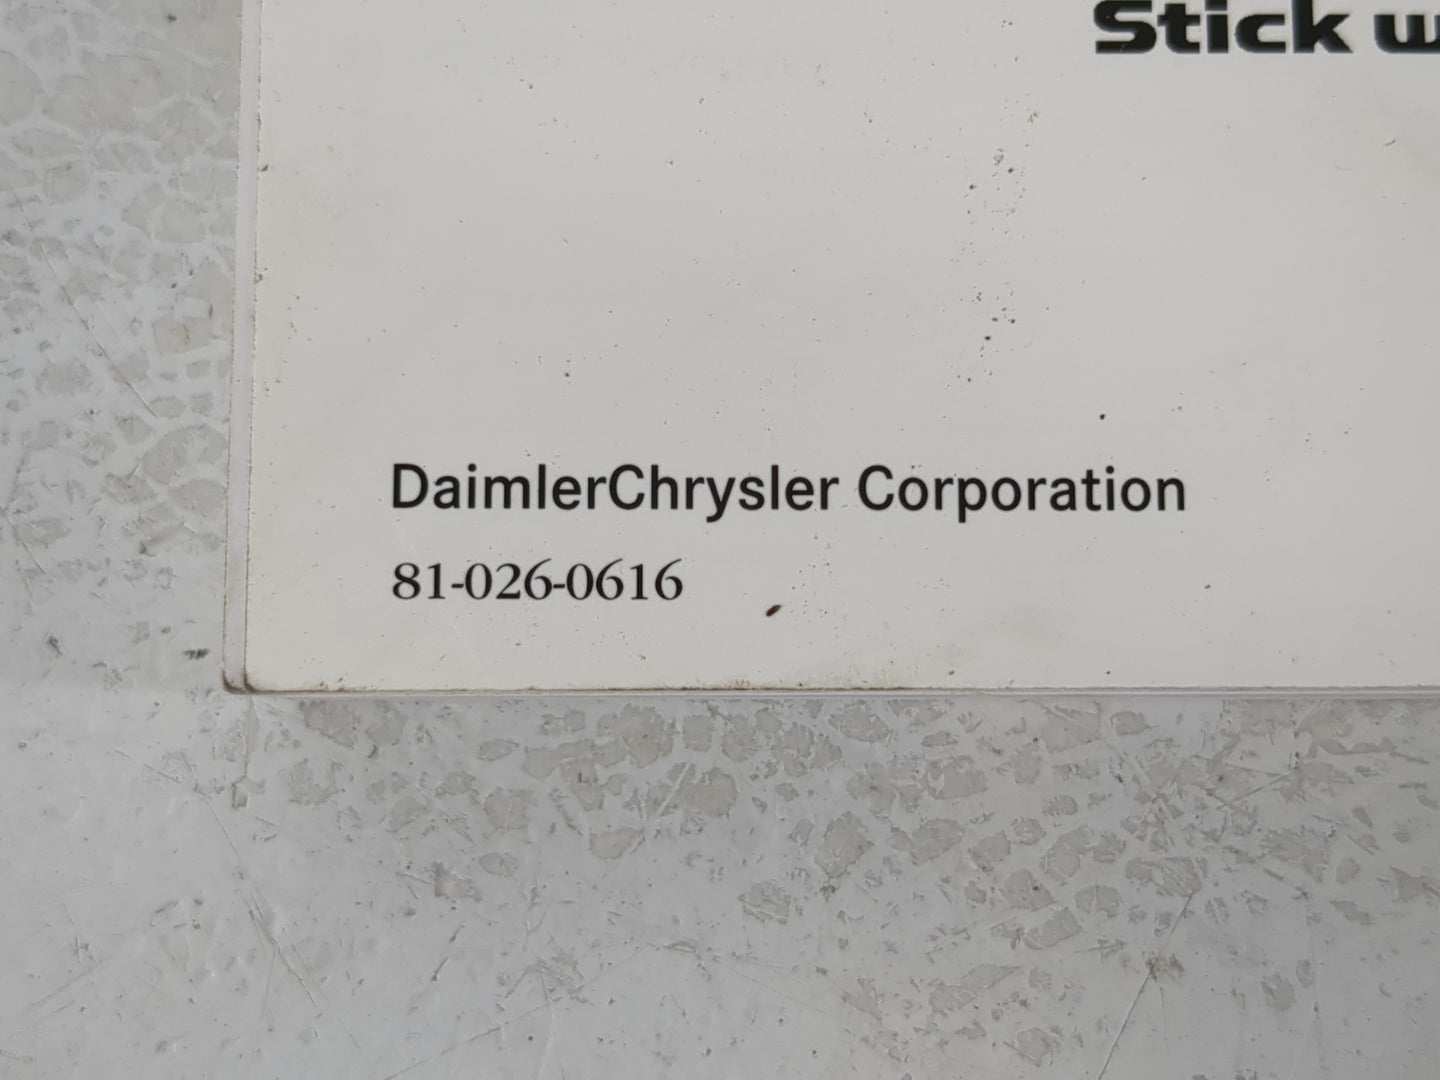 Stick
DaimlerChrysler Corporation
81-026-0616